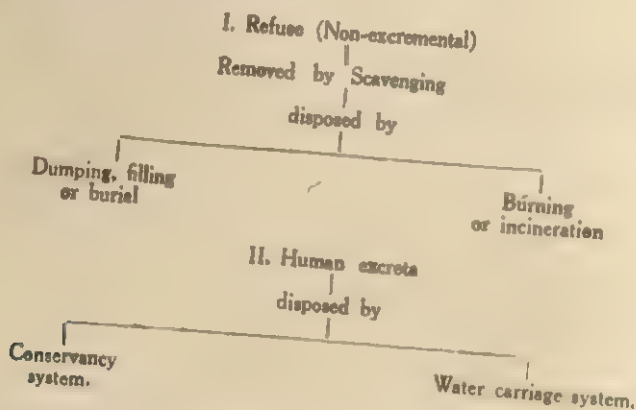 I. Refuse (Non-excremental)
Removed by Scavenging
disposed by
Dumping, filling
or burial
Burning
or incineration
II. Human excreta
disposed by
Conservancy
system.
Water carriage system.